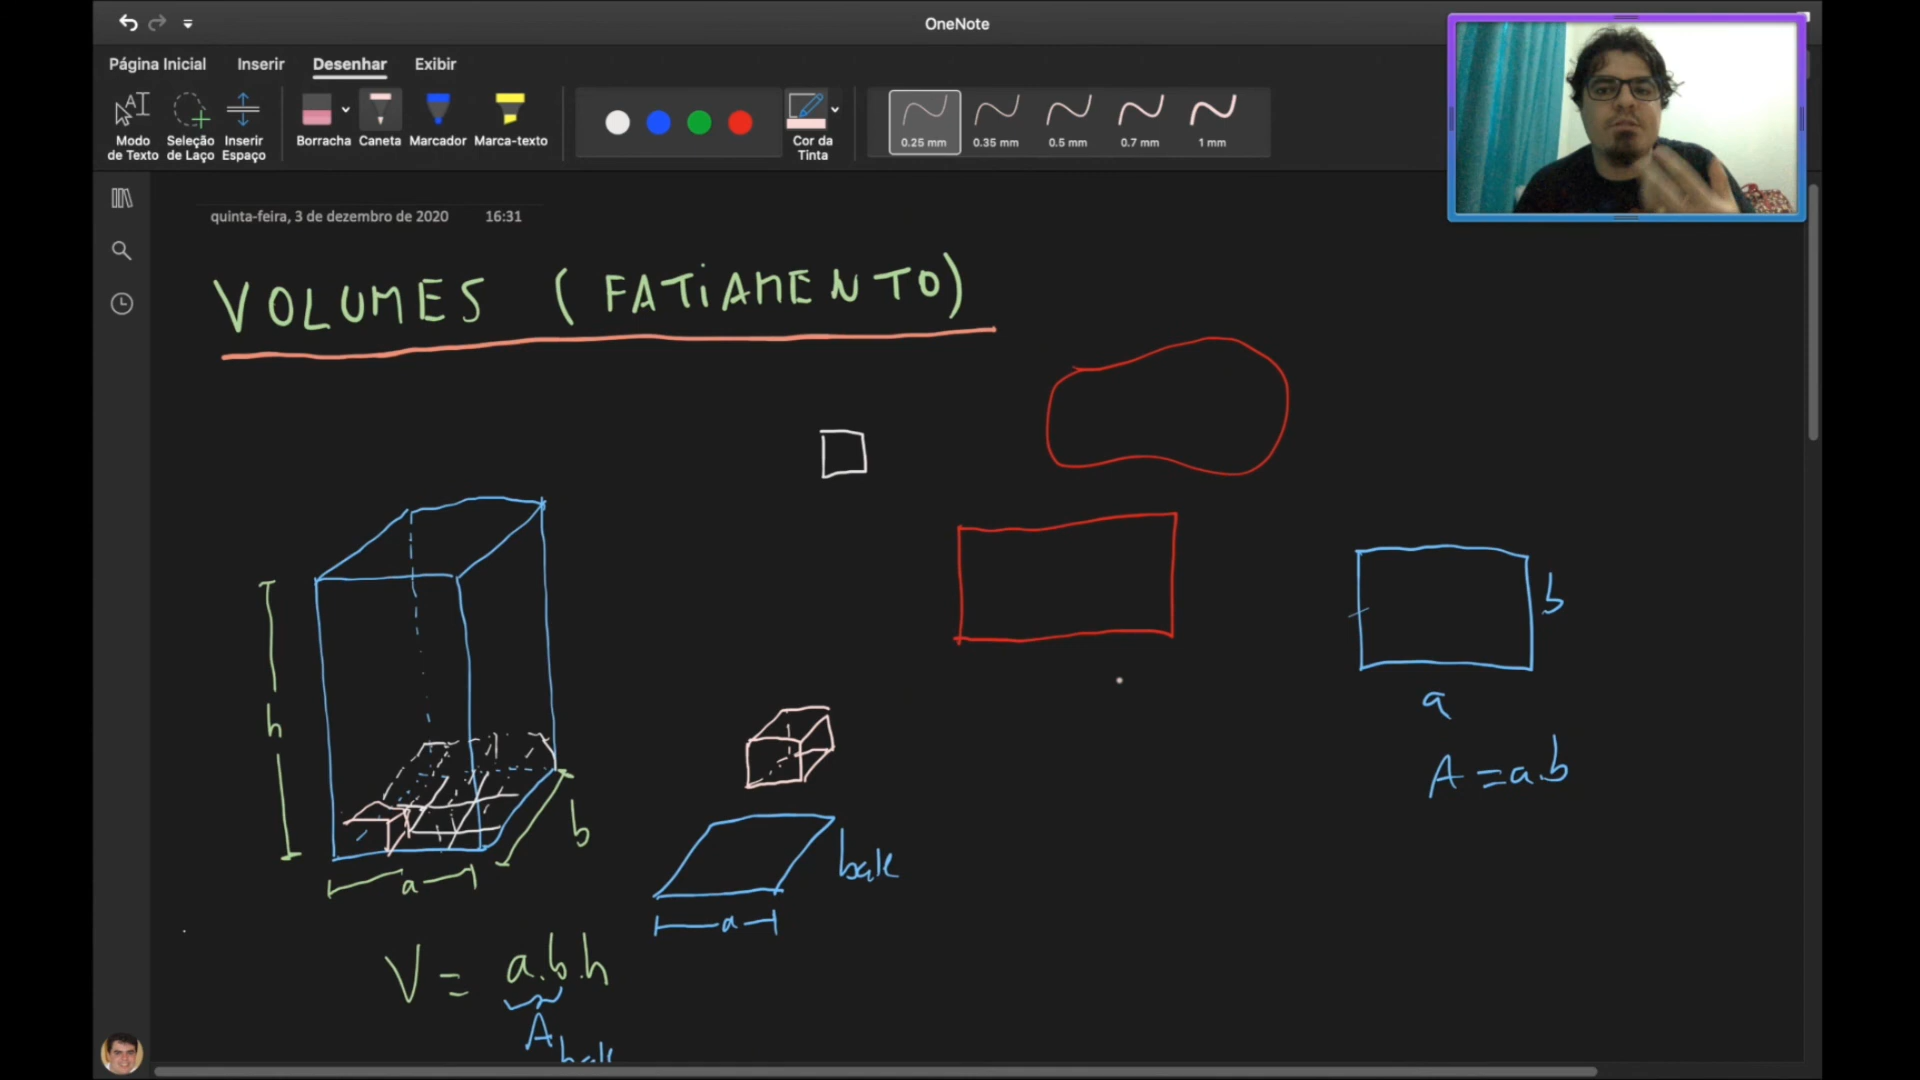 OneNote
Página Inicial Inserir Desenhar Exibir
Modo de Texto
Seleção de Laço
Inserir Espaço
Borracha
Caneta
Marcador
Marca-texto
Cor da Tinta
0.25 mm
0.35 mm
0.5 mm
0.7 mm
1 mm
quinta-feira, 3 de dezembro de 2020 16:31
VOLUMES (FATIAMENTO)
h
a
b
base
a
b
a
A = a.b
V = a.b.h
A base